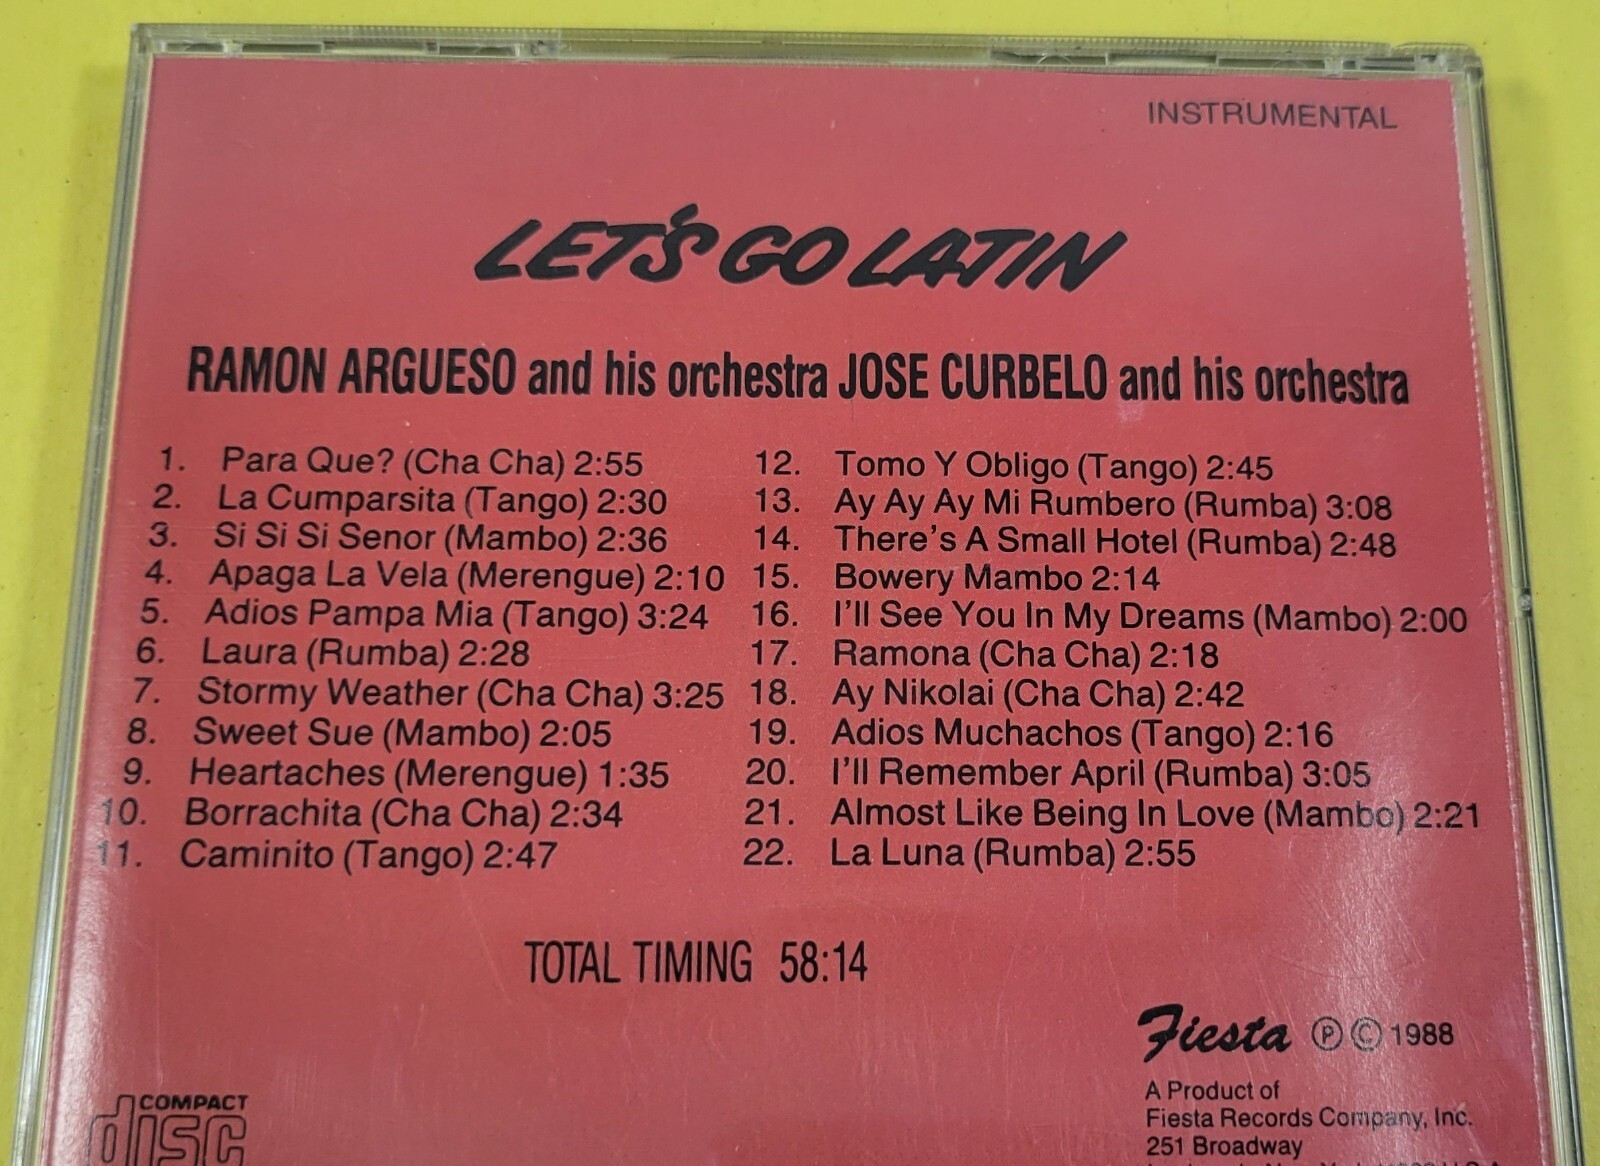 INSTRUMENTAL
LET'S GO LATIN
RAMON ARGUESO and his orchestra JOSE CURBELO and his orchestra
1. Para Que? (Cha Cha) 2:55
2. La Cumparsita (Tango) 2:30
3. Si Si Si Senor (Mambo) 2:36
4. Apaga La Vela (Merengue) 2:10
5. Adios Pampa Mia (Tango) 3:24
6. Laura (Rumba) 2:28
7. Stormy Weather (Cha Cha) 3:25
8. Sweet Sue (Mambo) 2:05
9. Heartaches (Merengue) 1:35
10. Borrachita (Cha Cha) 2:34
11. Caminito (Tango) 2:47
12. Tomo Y Obligo (Tango) 2:45
13. Ay Ay Ay Mi Rumbero (Rumba) 3:08
14. There's A Small Hotel (Rumba) 2:48
15. Bowery Mambo 2:14
16. I'll See You In My Dreams (Mambo) 2:00
17. Ramona (Cha Cha) 2:18
18. Ay Nikolai (Cha Cha) 2:42
19. Adios Muchachos (Tango) 2:16
20. I'll Remember April (Rumba) 3:05
21. Almost Like Being In Love (Mambo) 2:21
22. La Luna (Rumba) 2:55
TOTAL TIMING 58:14
Fiesta Ⓟ © 1988
A Product of
Fiesta Records Company, Inc.
251 Broadway
COMPACT
disc